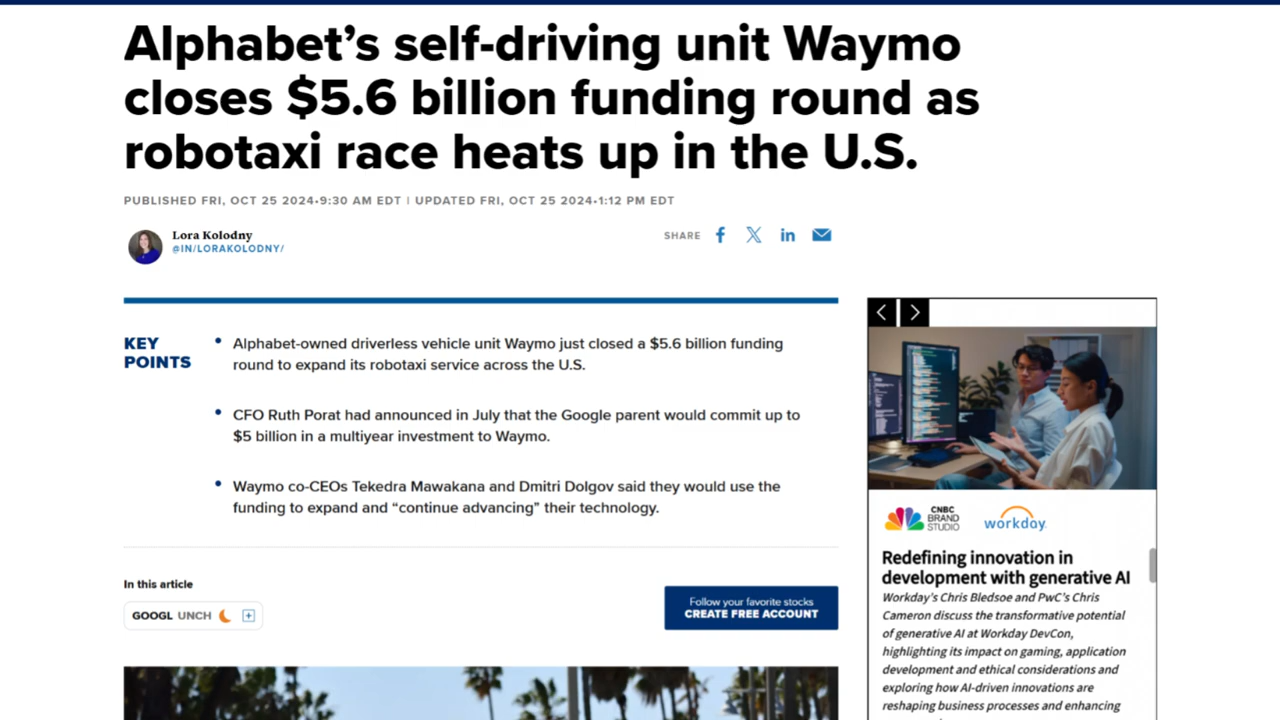 Alphabet’s self-driving unit Waymo
closes $5.6 billion funding round as
robotaxi race heats up in the U.S.
PUBLISHED FRI, OCT 25 2024•9:30 AM EDT | UPDATED FRI, OCT 25 2024•1:12 PM EDT
Lora Kolodny
@IN/LORAKOLODNY/
SHARE
KEY
POINTS
Alphabet-owned driverless vehicle unit Waymo just closed a $5.6 billion funding
round to expand its robotaxi service across the U.S.
CFO Ruth Porat had announced in July that the Google parent would commit up to
$5 billion in a multiyear investment to Waymo.
Waymo co-CEOs Tekedra Mawakana and Dmitri Dolgov said they would use the
funding to expand and “continue advancing” their technology.
In this article
GOOGL UNCH
Follow your favorite stocks
CREATE FREE ACCOUNT
CNBC
BRAND
STUDIO
workday.
Redefining innovation in
development with generative AI
Workday’s Chris Bledsoe and PwC’s Chris
Cameron discuss the transformative potential
of generative AI at Workday DevCon,
highlighting its impact on gaming, application
development and ethical considerations and
exploring how AI-driven innovations are
reshaping business processes and enhancing